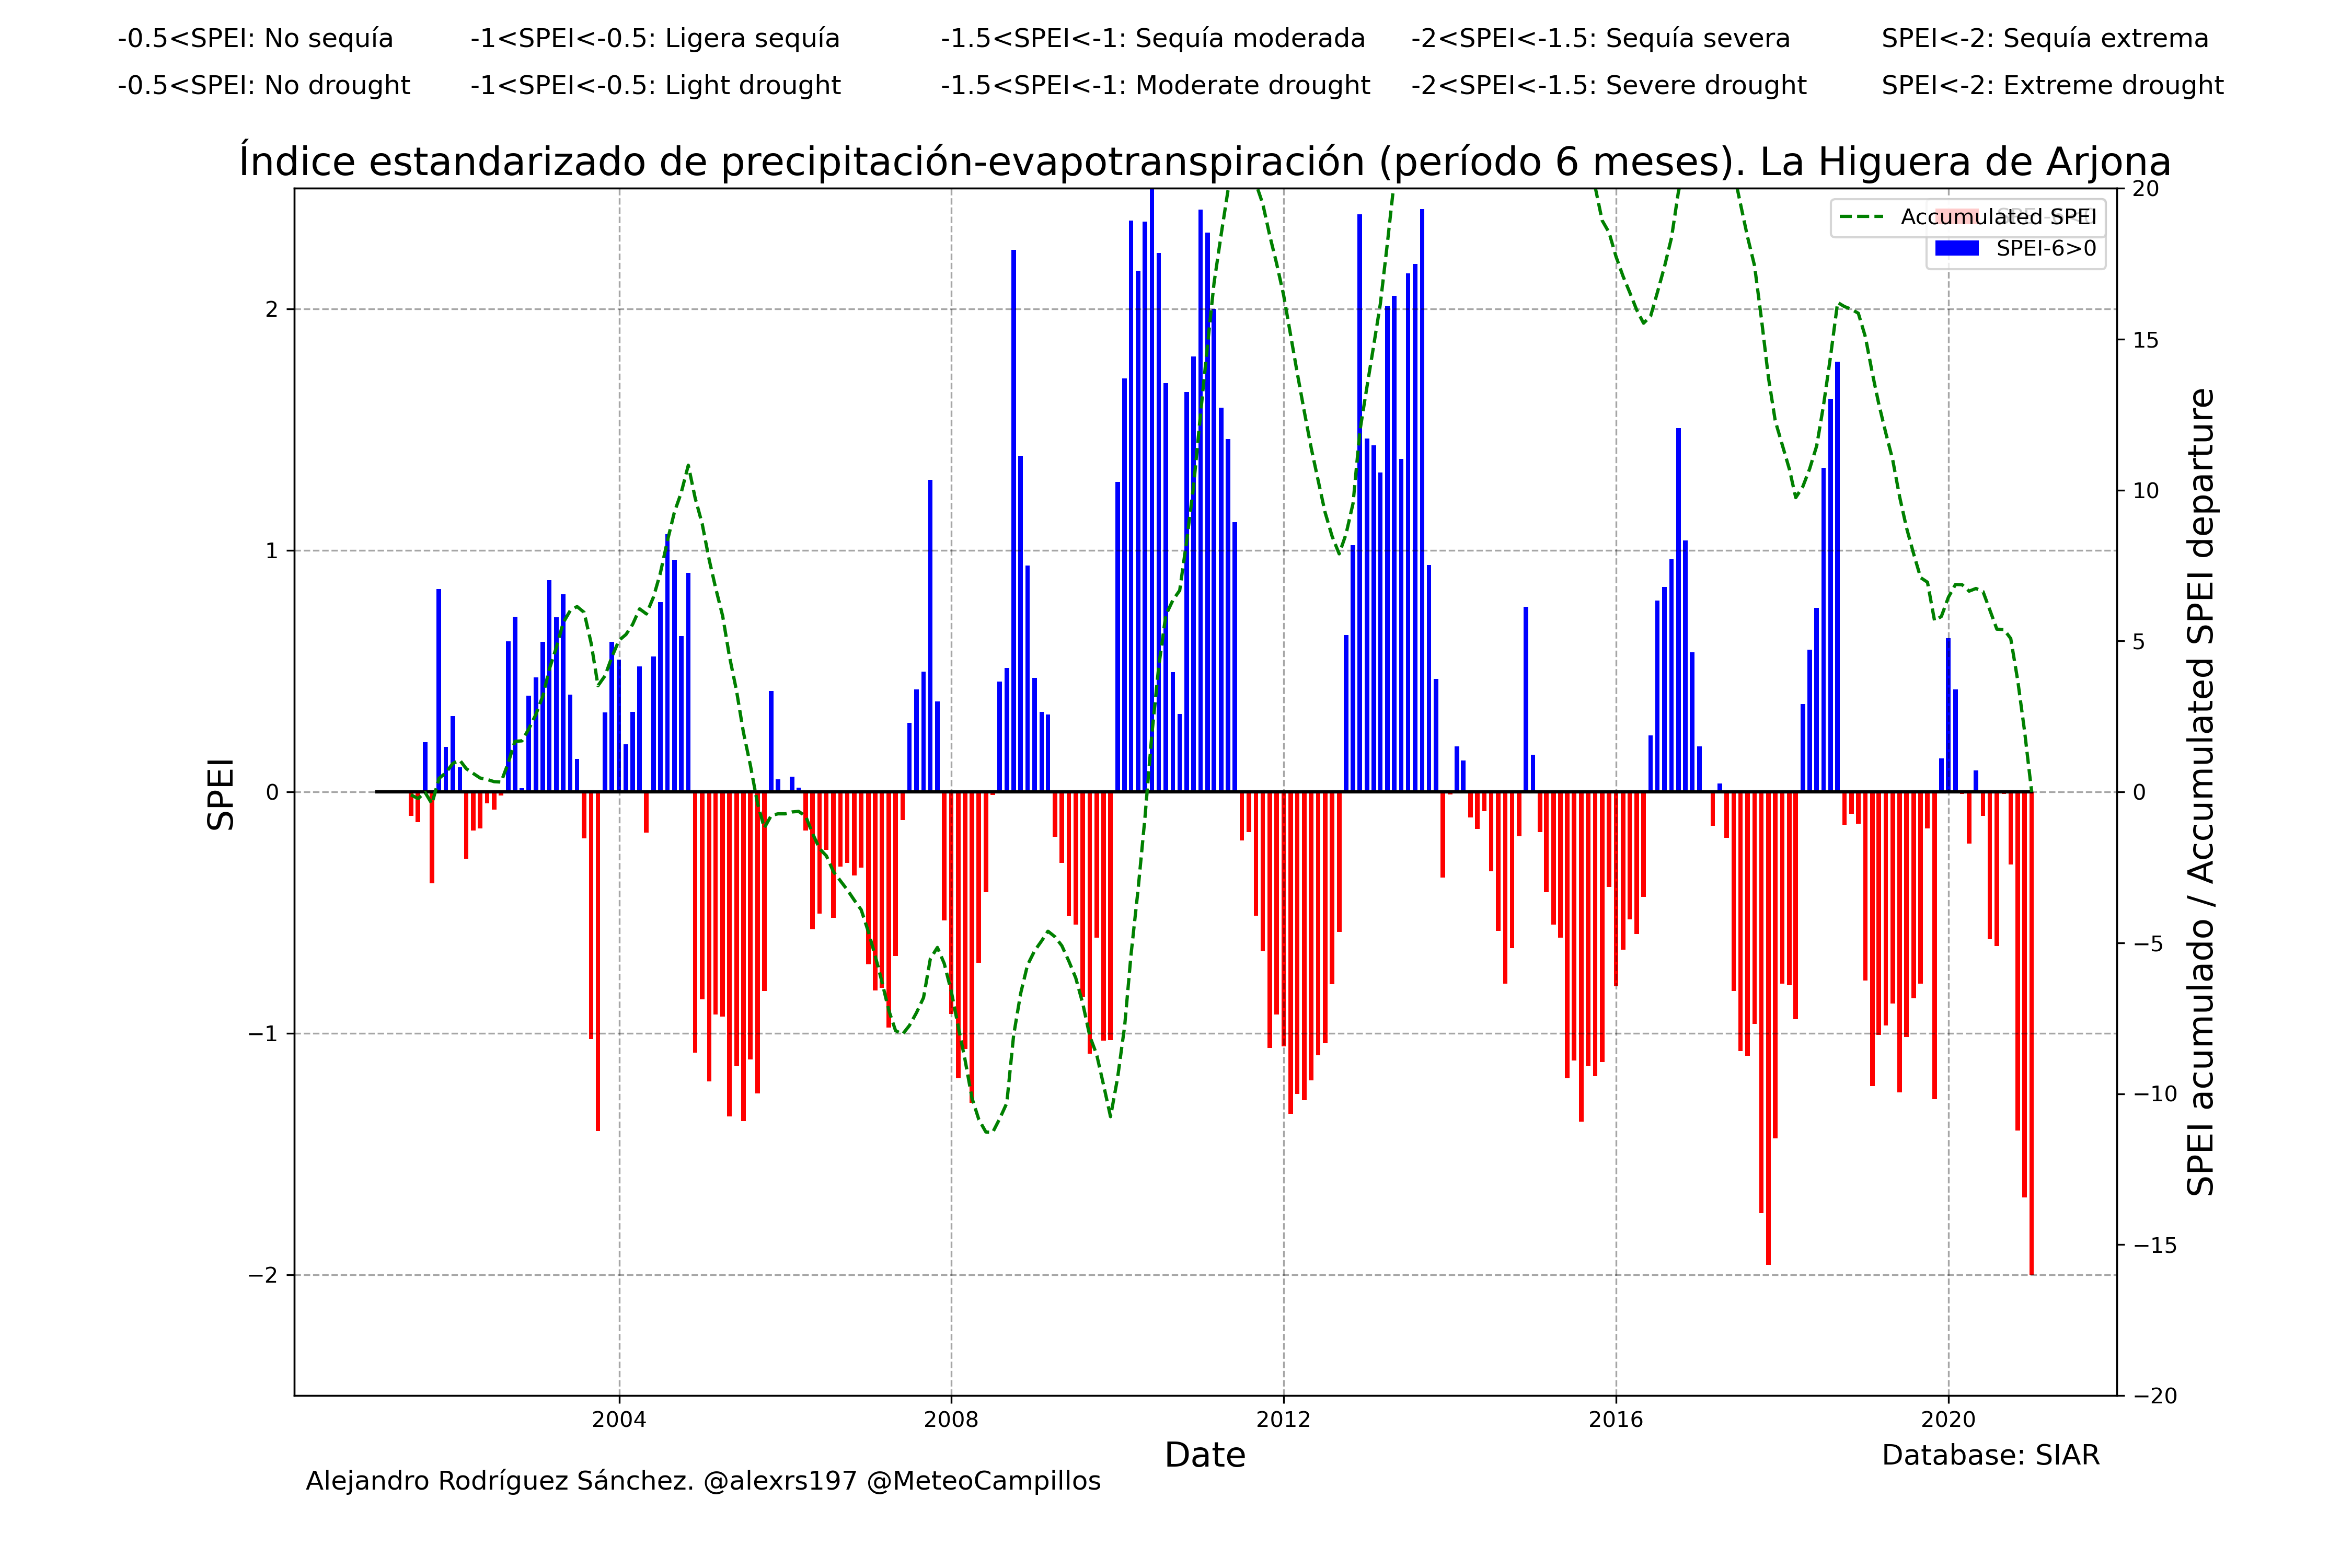 -0.5<SPEI: No sequía -1<SPEI<-0.5: Ligera sequía -1.5<SPEI<-1: Sequía moderada -2<SPEI<-1.5: Sequía severa SPEI<-2: Sequía extrema
-0.5<SPEI: No drought -1<SPEI<-0.5: Light drought -1.5<SPEI<-1: Moderate drought -2<SPEI<-1.5: Severe drought SPEI<-2: Extreme drought
Índice estandarizado de precipitación-evapotranspiración (período 6 meses). La Higuera de Arjona
Accumulated SPEI
SPEI-6>0
SPEI
2
1
0
−1
−2
20
15
10
5
0
−5
−10
−15
−20
SPEI acumulado / Accumulated SPEI departure
2004 2008 2012 2016 2020
Date
Database: SIAR
Alejandro Rodríguez Sánchez. @alexrs197 @MeteoCampillos